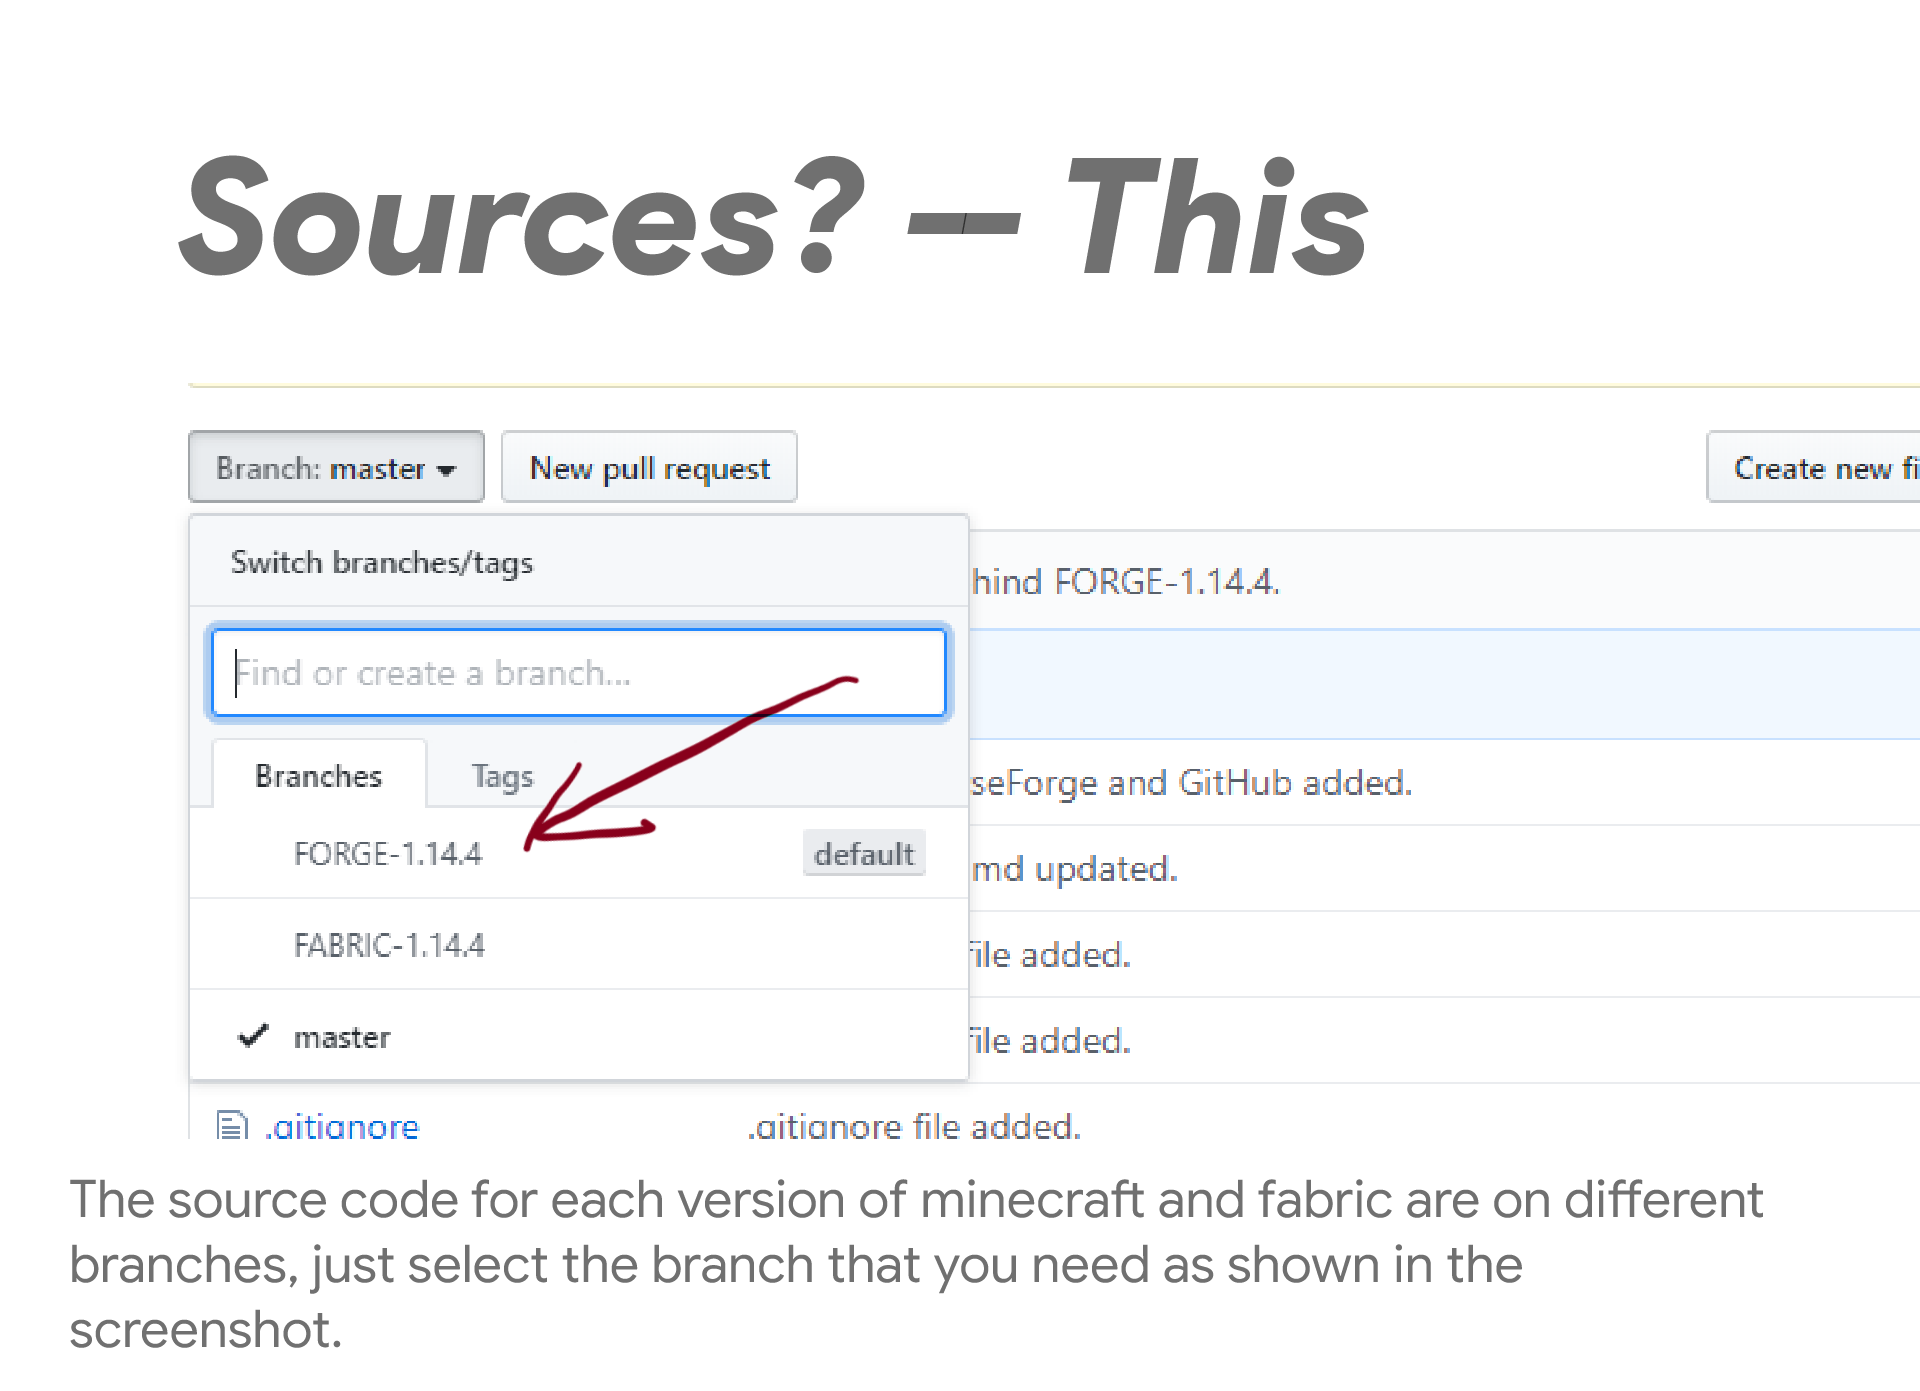 Sources? -- This
Branch: master
New pull request
Create new fi
Switch branches/tags
hind FORGE-1.14.4.
Find or create a branch...
Branches
Tags
seForge and GitHub added.
FORGE-1.14.4
default
md updated.
FABRIC-1.14.4
file added.
master
file added.
.gitignore
.gitignore file added.
The source code for each version of minecraft and fabric are on different
branches, just select the branch that you need as shown in the
screenshot.